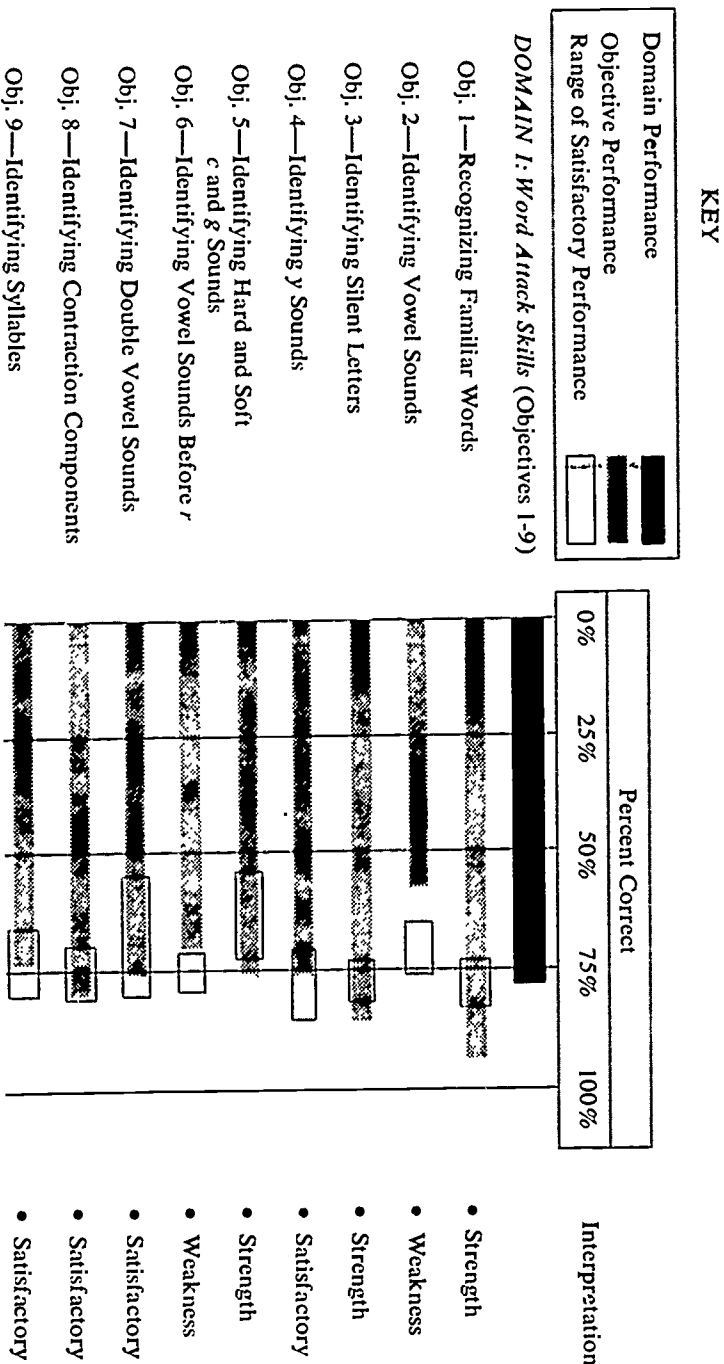 KEY
Domain Performance
Objective Performance
Range of Satisfactory Performance
Percent Correct
0% 25% 50% 75% 100%
Interpretation
DOMAIN 1: Word Attack Skills (Objectives 1-9)
Obj. 1—Recognizing Familiar Words • Strength
Obj. 2—Identifying Vowel Sounds • Weakness
Obj. 3—Identifying Silent Letters • Strength
Obj. 4—Identifying y Sounds • Satisfactory
Obj. 5—Identifying Hard and Soft • Strength
c and g Sounds
Obj. 6—Identifying Vowel Sounds Before r • Weakness
Obj. 7—Identifying Double Vowel Sounds • Satisfactory
Obj. 8—Identifying Contraction Components • Satisfactory
Obj. 9—Identifying Syllables • Satisfactory